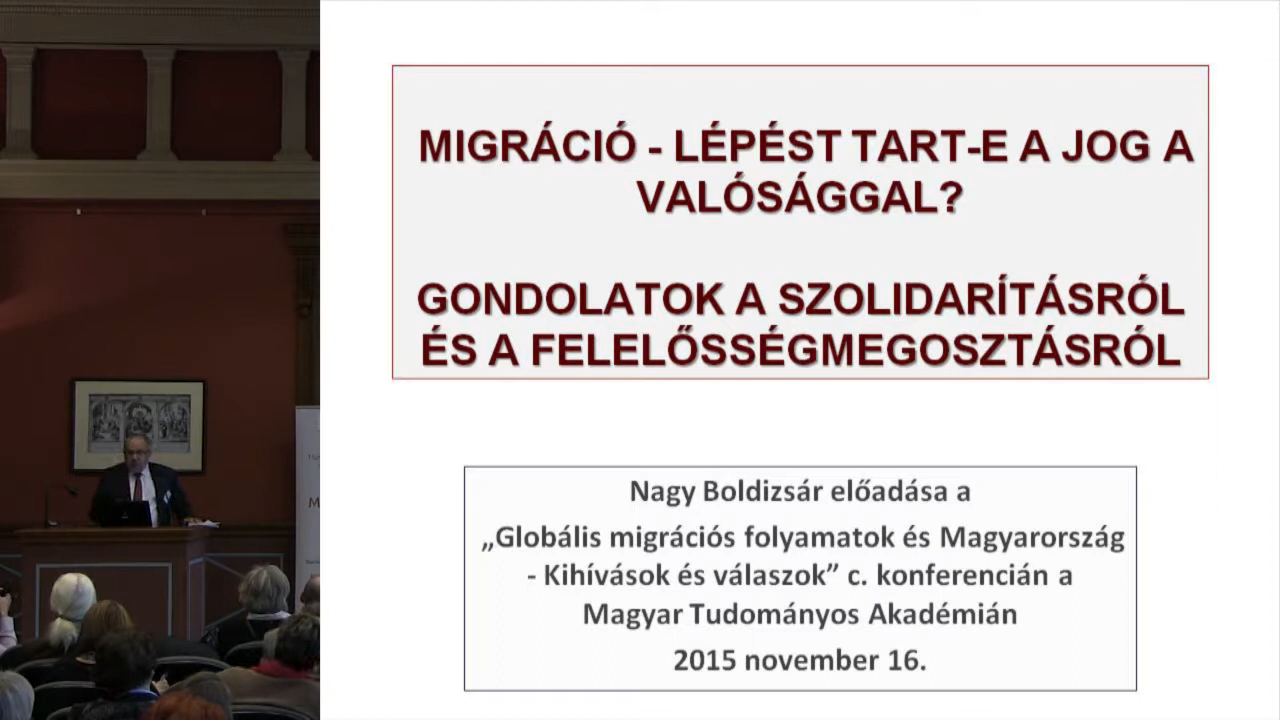 MIGRÁCIÓ - LÉPÉST TART-E A JOG A
VALÓSÁGGAL?
GONDOLATOK A SZOLIDARÍTÁSRÓL
ÉS A FELELŐSSÉGMEGOSZTÁSRÓL
Nagy Boldizsár előadása a
„Globális migrációs folyamatok és Magyarország
- Kihívások és válaszok” c. konferencián a
Magyar Tudományos Akadémián
2015 november 16.